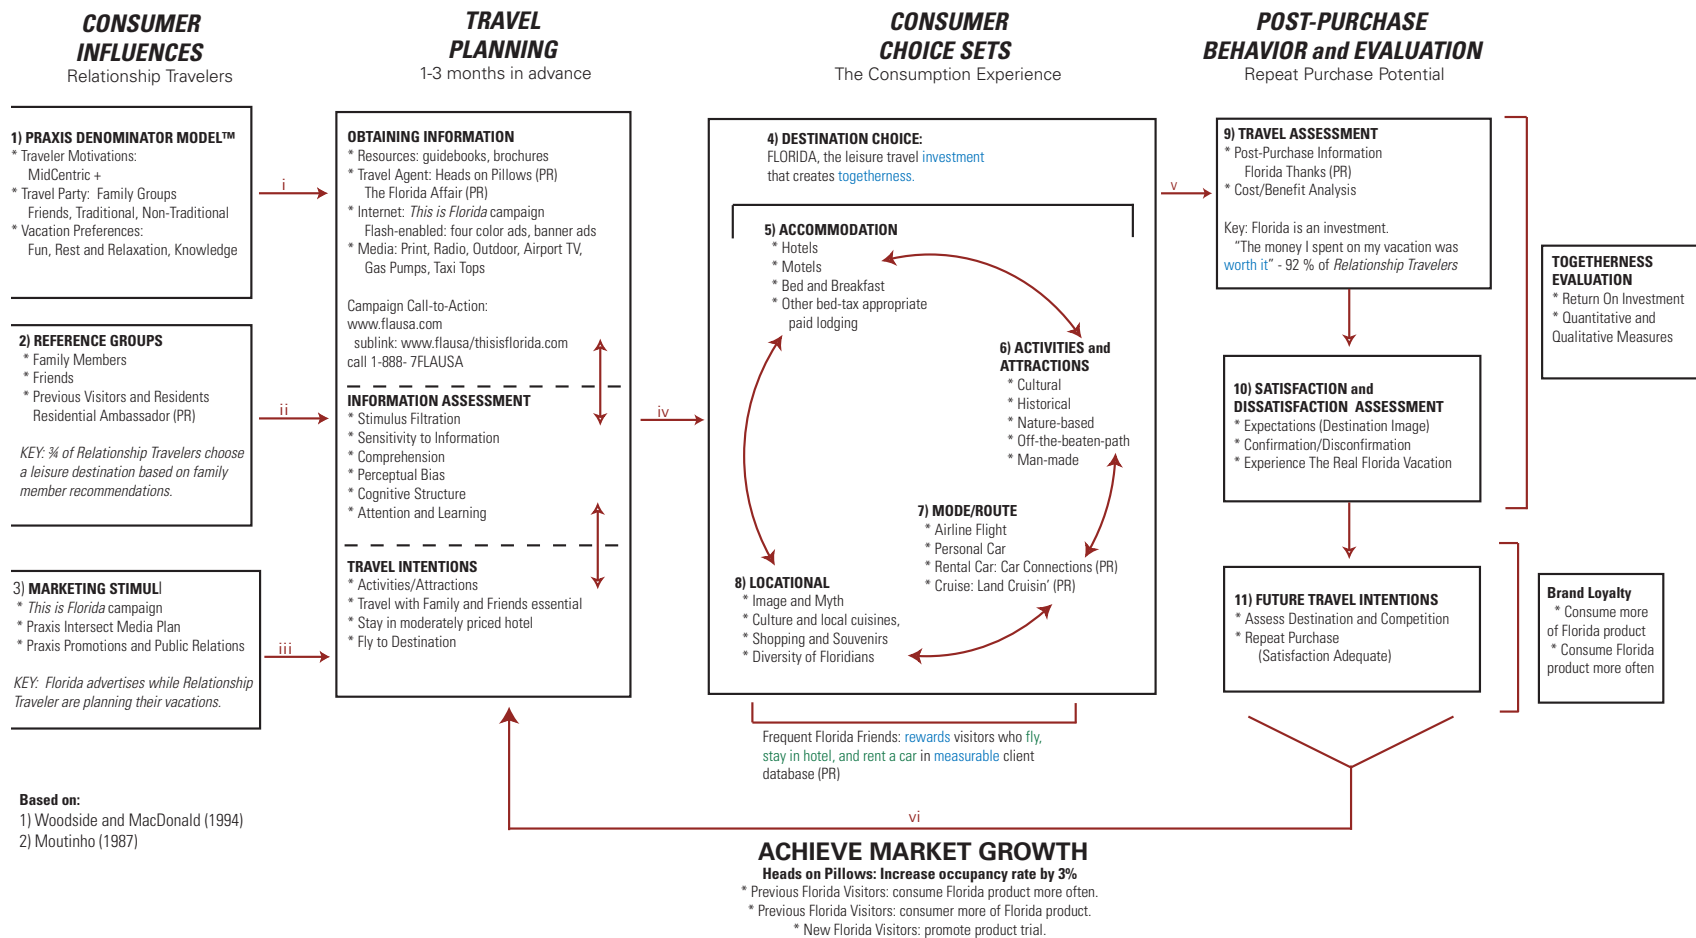 CONSUMER
INFLUENCES
Relationship Travelers
1) PRAXIS DENOMINATOR MODEL™
* Traveler Motivations:
MidCentric +
* Travel Party: Family Groups
Friends, Traditional, Non-Traditional
* Vacation Preferences:
Fun, Rest and Relaxation, Knowledge
i
2) REFERENCE GROUPS
* Family Members
* Friends
* Previous Visitors and Residents
Residential Ambassador (PR)
KEY: ¾ of Relationship Travelers choose
a leisure destination based on family
member recommendations.
ii
3) MARKETING STIMULI
* This is Florida campaign
* Praxis Intersect Media Plan
* Praxis Promotions and Public Relations
KEY: Florida advertises while Relationship
Traveler are planning their vacations.
iii
Based on:
1) Woodside and MacDonald (1994)
2) Moutinho (1987)
TRAVEL
PLANNING
1-3 months in advance
OBTAINING INFORMATION
* Resources: guidebooks, brochures
* Travel Agent: Heads on Pillows (PR)
The Florida Affair (PR)
* Internet: This is Florida campaign
Flash-enabled: four color ads, banner ads
* Media: Print, Radio, Outdoor, Airport TV,
Gas Pumps, Taxi Tops
Campaign Call-to-Action:
www.flausa.com
sublink: www.flausa/thisisflorida.com
call 1-888- 7FLAUSA
INFORMATION ASSESSMENT
* Stimulus Filtration
* Sensitivity to Information
* Comprehension
* Perceptual Bias
* Cognitive Structure
* Attention and Learning
TRAVEL INTENTIONS
* Activities/Attractions
* Travel with Family and Friends essential
* Stay in moderately priced hotel
* Fly to Destination
iv
CONSUMER
CHOICE SETS
The Consumption Experience
4) DESTINATION CHOICE:
FLORIDA, the leisure travel investment
that creates togetherness.
5) ACCOMMODATION
* Hotels
* Motels
* Bed and Breakfast
* Other bed-tax appropriate
paid lodging
6) ACTIVITIES and
ATTRACTIONS
* Cultural
* Historical
* Nature-based
* Off-the-beaten-path
* Man-made
7) MODE/ROUTE
* Airline Flight
* Personal Car
* Rental Car: Car Connections (PR)
* Cruise: Land Cruisin’ (PR)
8) LOCATIONAL
* Image and Myth
* Culture and local cuisines,
* Shopping and Souvenirs
* Diversity of Floridians
Frequent Florida Friends: rewards visitors who fly,
stay in hotel, and rent a car in measurable client
database (PR)
v
POST-PURCHASE
BEHAVIOR and EVALUATION
Repeat Purchase Potential
9) TRAVEL ASSESSMENT
* Post-Purchase Information
Florida Thanks (PR)
* Cost/Benefit Analysis
Key: Florida is an investment.
“The money I spent on my vacation was
worth it” - 92 % of Relationship Travelers
10) SATISFACTION and
DISSATISFACTION ASSESSMENT
* Expectations (Destination Image)
* Confirmation/Disconfirmation
* Experience The Real Florida Vacation
11) FUTURE TRAVEL INTENTIONS
* Assess Destination and Competition
* Repeat Purchase
(Satisfaction Adequate)
TOGETHERNESS
EVALUATION
* Return On Investment
* Quantitative and
Qualitative Measures
Brand Loyalty
* Consume more
of Florida product
* Consume Florida
product more often
vi
ACHIEVE MARKET GROWTH
Heads on Pillows: Increase occupancy rate by 3%
* Previous Florida Visitors: consume Florida product more often.
* Previous Florida Visitors: consumer more of Florida product.
* New Florida Visitors: promote product trial.